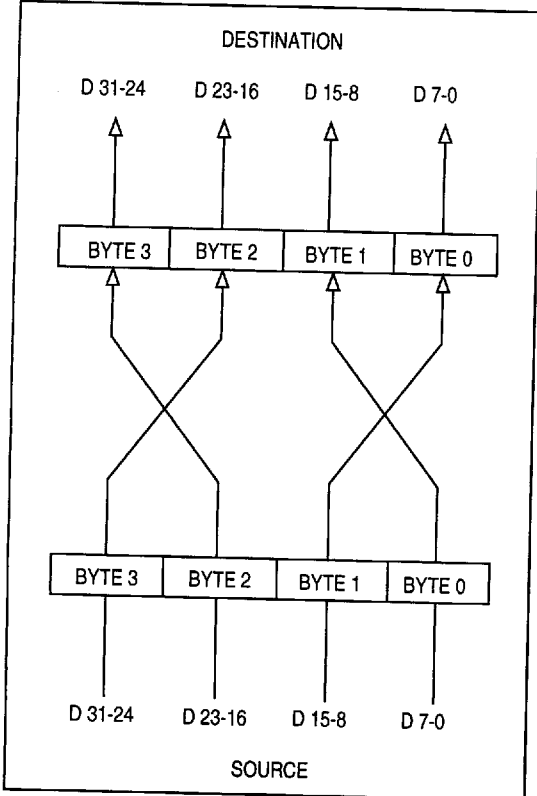 DESTINATION
D 31-24 D 23-16 D 15-8 D 7-0
BYTE 3 BYTE 2 BYTE 1 BYTE 0
BYTE 3 BYTE 2 BYTE 1 BYTE 0
D 31-24 D 23-16 D 15-8 D 7-0
SOURCE